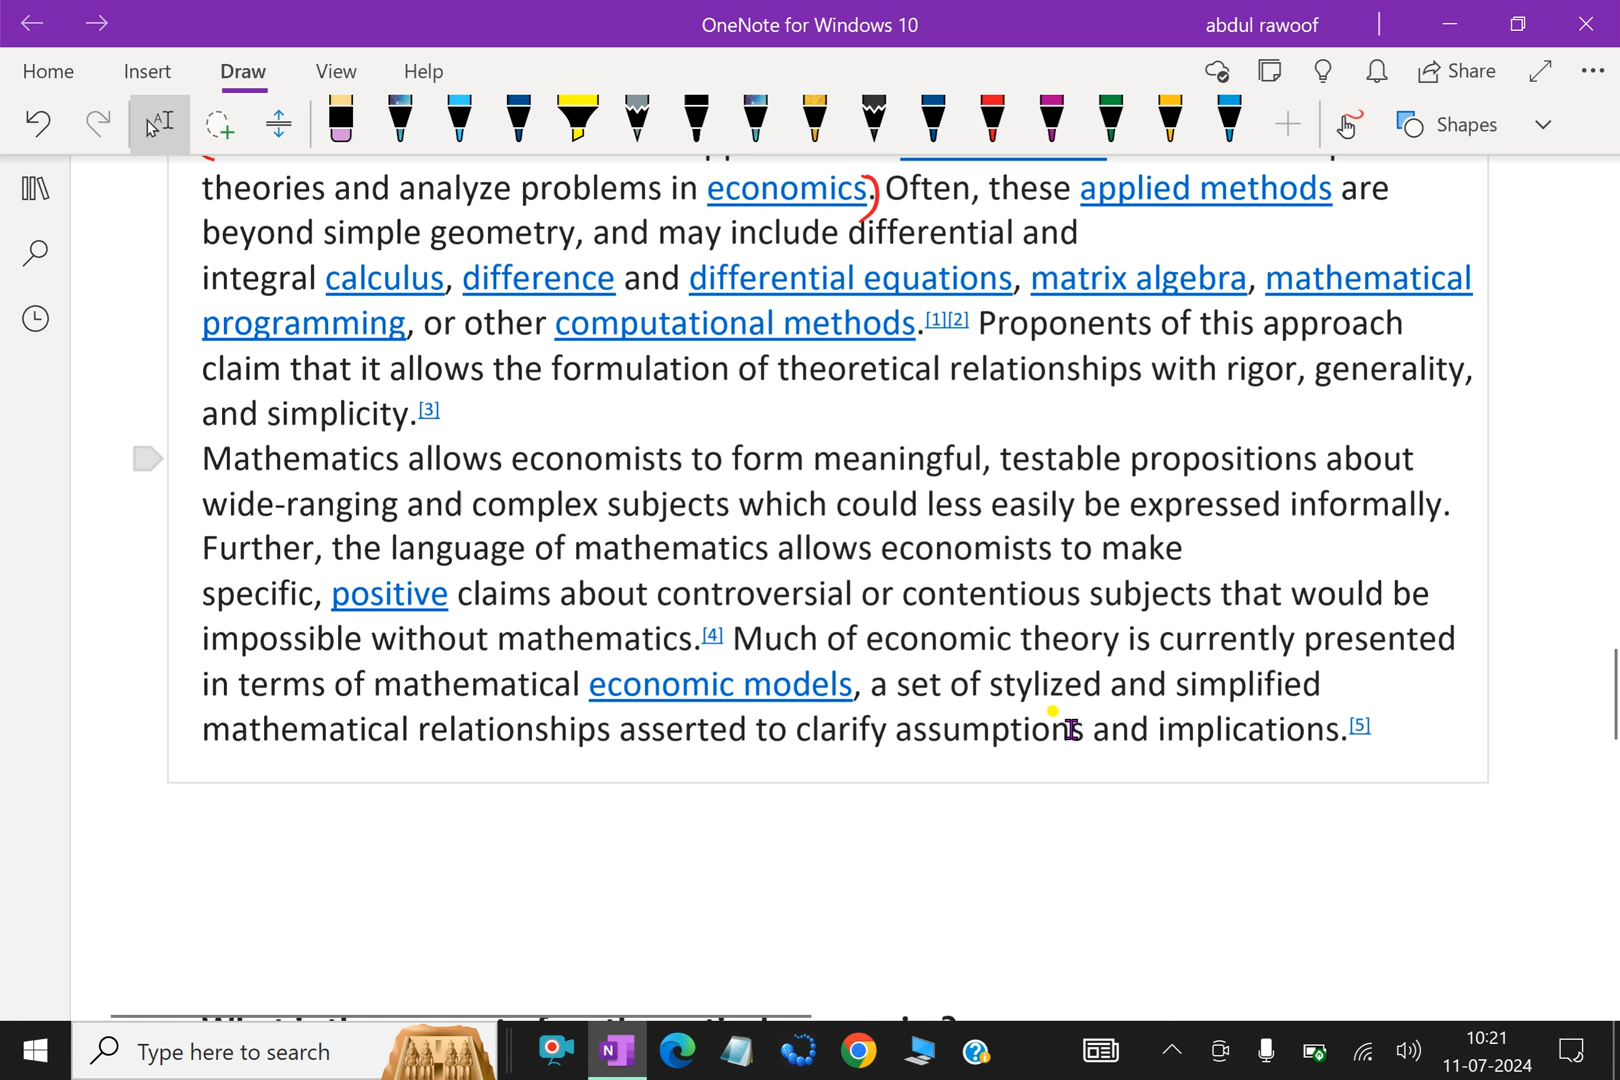 OneNote for Windows 10
abdul rawoof
Home Insert Draw View Help
Share
Shapes
theories and analyze problems in economics. Often, these applied methods are
beyond simple geometry, and may include differential and
integral calculus, difference and differential equations, matrix algebra, mathematical
programming, or other computational methods.[1][2] Proponents of this approach
claim that it allows the formulation of theoretical relationships with rigor, generality,
and simplicity.[3]
Mathematics allows economists to form meaningful, testable propositions about
wide-ranging and complex subjects which could less easily be expressed informally.
Further, the language of mathematics allows economists to make
specific, positive claims about controversial or contentious subjects that would be
impossible without mathematics.[4] Much of economic theory is currently presented
in terms of mathematical economic models, a set of stylized and simplified
mathematical relationships asserted to clarify assumptions and implications.[5]
Type here to search
10:21
11-07-2024